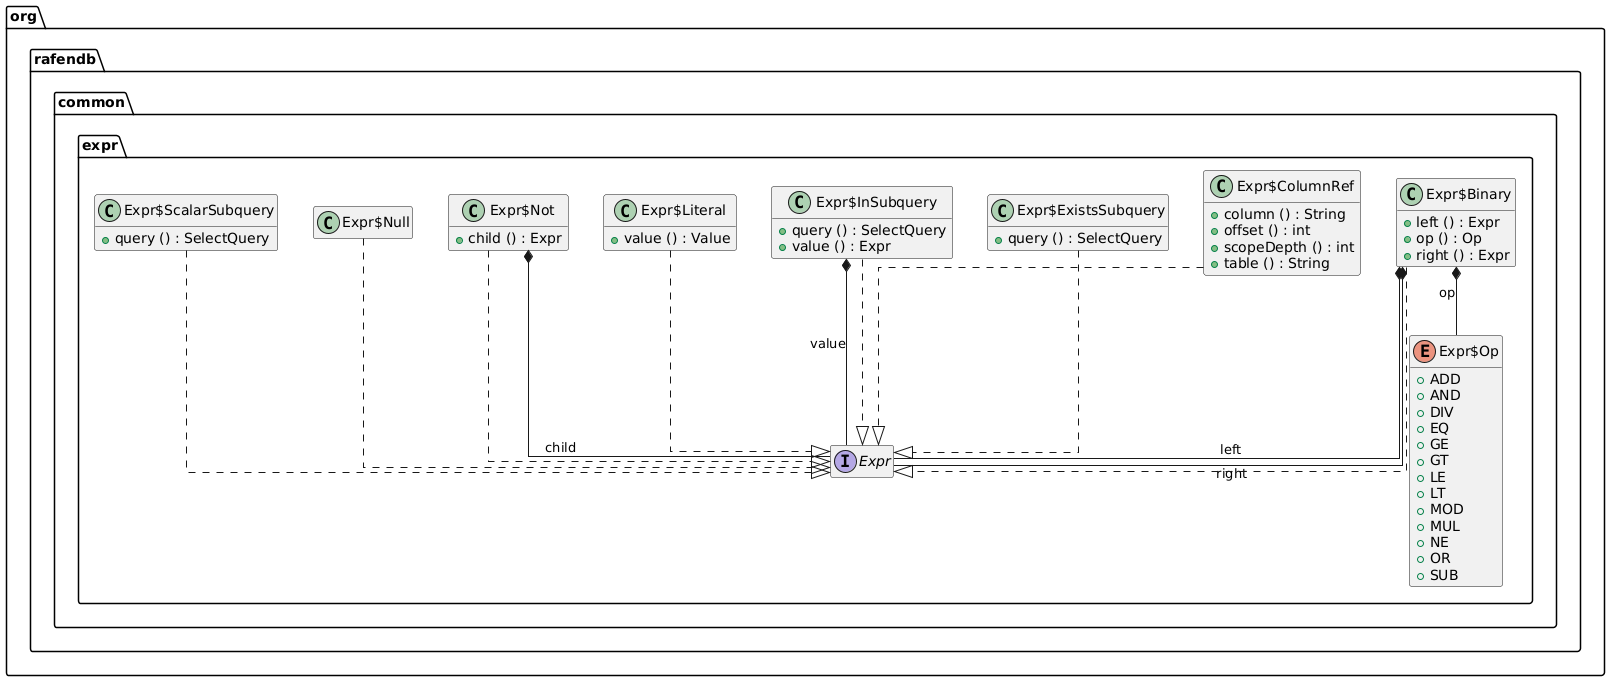 org
rafendb
common
expr
C Expr$ScalarSubquery
query () : SelectQuery
C Expr$Null
C Expr$Not
child () : Expr
C Expr$Literal
value () : Value
C Expr$InSubquery
query () : SelectQuery
value () : Expr
C Expr$ExistsSubquery
query () : SelectQuery
C Expr$ColumnRef
column () : String
offset () : int
scopeDepth () : int
table () : String
C Expr$Binary
left () : Expr
op () : Op
right () : Expr
op
value
E Expr$Op
ADD
AND
DIV
EQ
GE
GT
LE
LT
MOD
MUL
NE
OR
SUB
child
I Expr
left
right